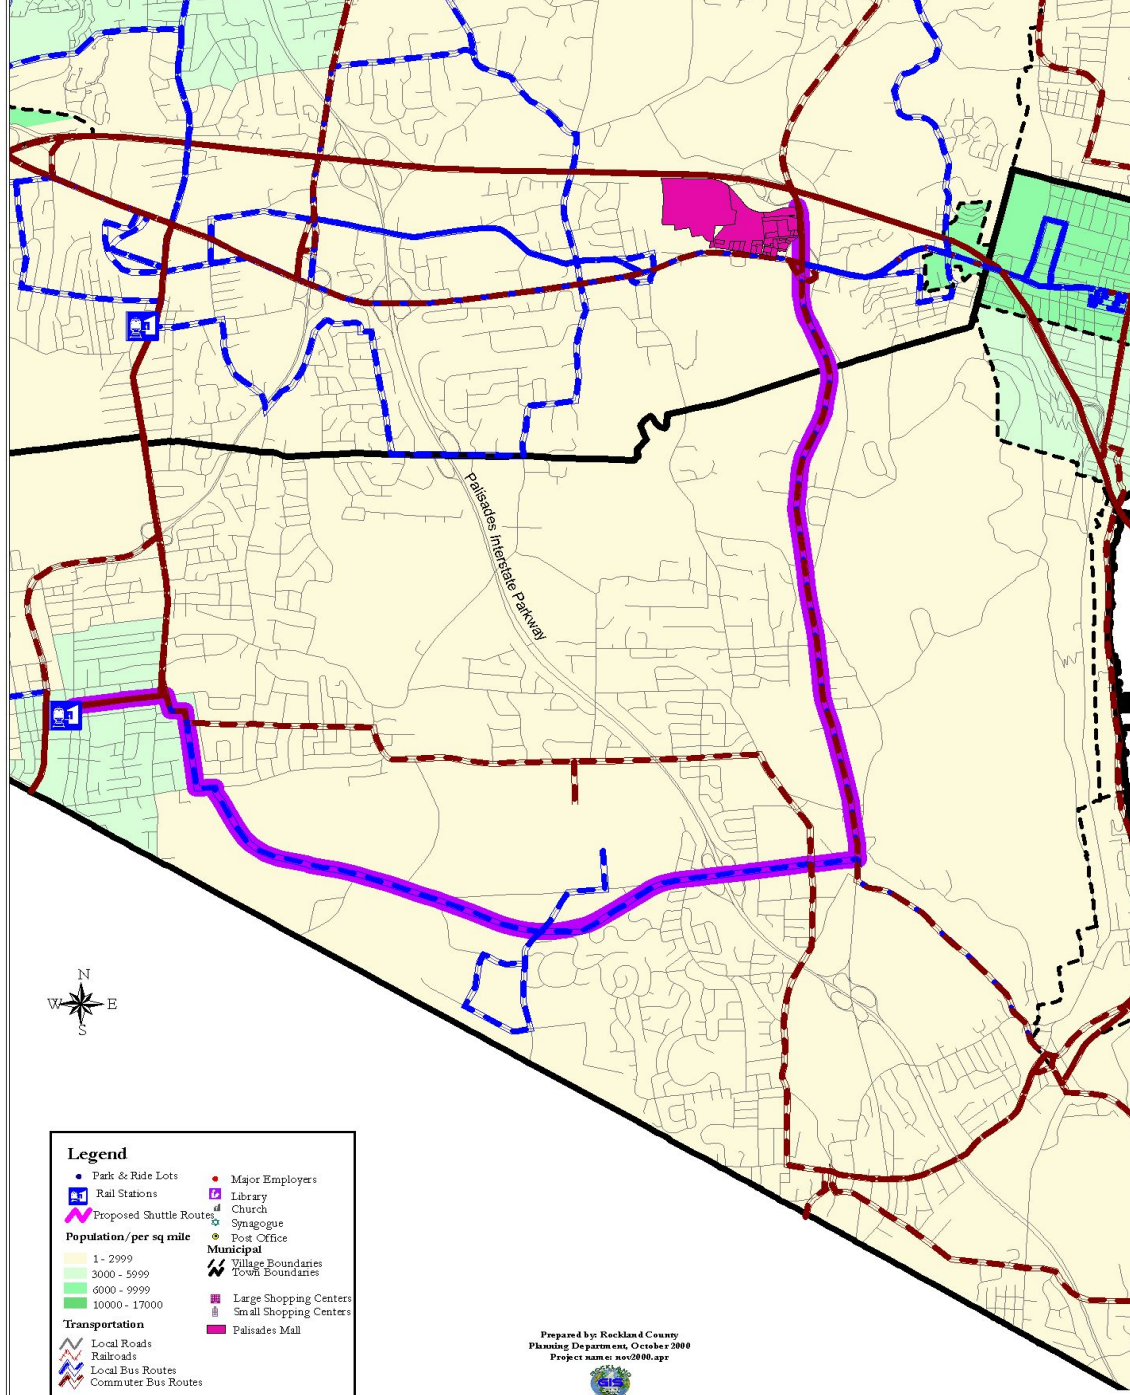 Palisades Interstate Parkway
N
W E
S
Legend
Park & Ride Lots
Rail Stations
Proposed Shuttle Routes
Population/per sq mile
1 - 2999
3000 - 5999
6000 - 9999
10000 - 17000
Transportation
Local Roads
Railroads
Local Bus Routes
Commuter Bus Routes
Major Employers
Library
Church
Synagogue
Post Office
Municipal
Village Boundaries
Town Boundaries
Large Shopping Centers
Small Shopping Centers
Palisades Mall
Prepared by: Rockland County
Planning Department, October 2000
Project name: nov2000.apr
GIS